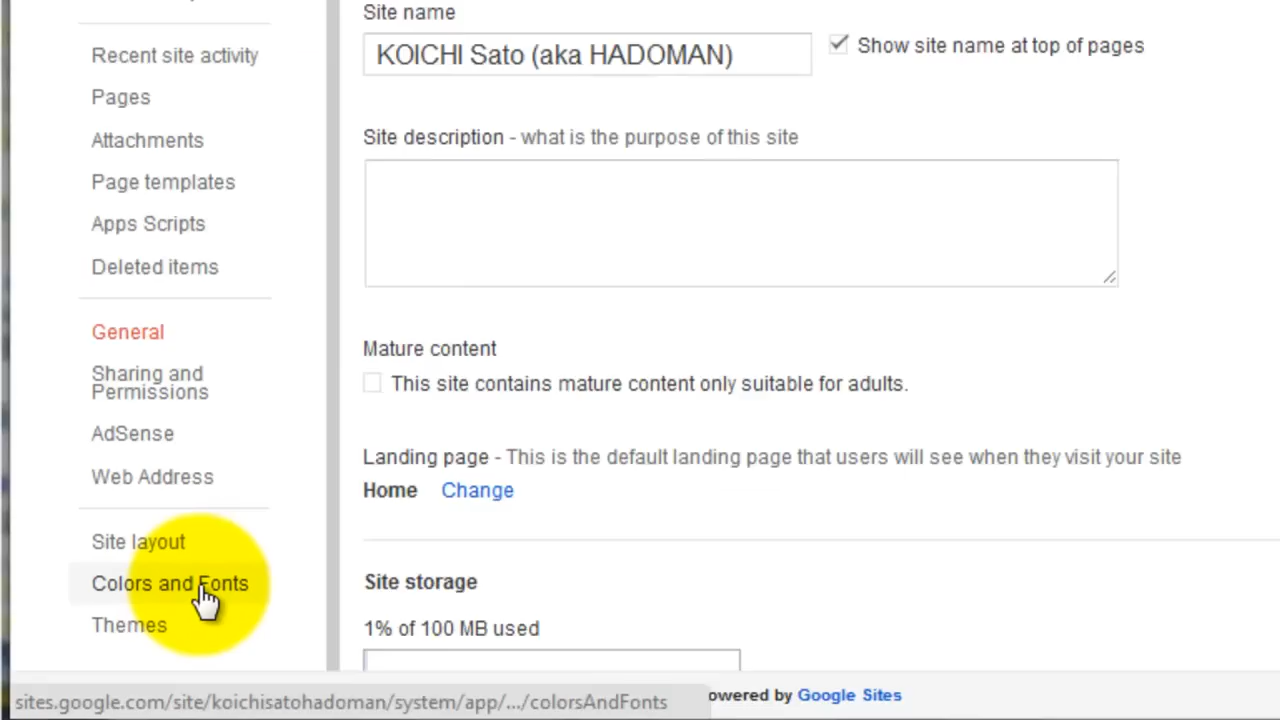 Recent site activity
Pages
Attachments
Page templates
Apps Scripts
Deleted items
General
Sharing and
Permissions
AdSense
Web Address
Site layout
Colors and Fonts
Themes
Site name
KOICHI Sato (aka HADOMAN)
Show site name at top of pages
Site description - what is the purpose of this site
Mature content
This site contains mature content only suitable for adults.
Landing page - This is the default landing page that users will see when they visit your site
Home Change
Site storage
1% of 100 MB used
sites.google.com/site/koichisatohadoman/system/app/.../colorsAndFonts
owered by Google Sites